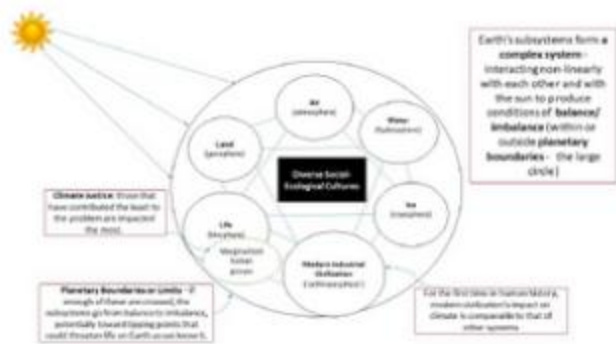 Earth's subsystems form a
complex system -
interacting non-linearly
with each other and with
the sun to produce
conditions of balance/
imbalance (within or
outside planetary
boundaries - the large
circle)
Air
(atmosphere)
Water
(hydrosphere)
Land
(geosphere)
Diverse Social-
Ecological Cultures
Ice
(cryosphere)
Life
(biosphere)
Marginalized
human
groups
Modern Industrial
Civilization
Climate Justice: those that
have contributed the least to
the problem are impacted
the most.
Planetary Boundaries or Limits - if
enough of these are crossed, the
subsystems go from balance to imbalance,
potentially toward tipping points that
could threaten life on Earth as we know it.
For the first time in human history,
modern civilization's impact on
climate is comparable to that of
other systems.